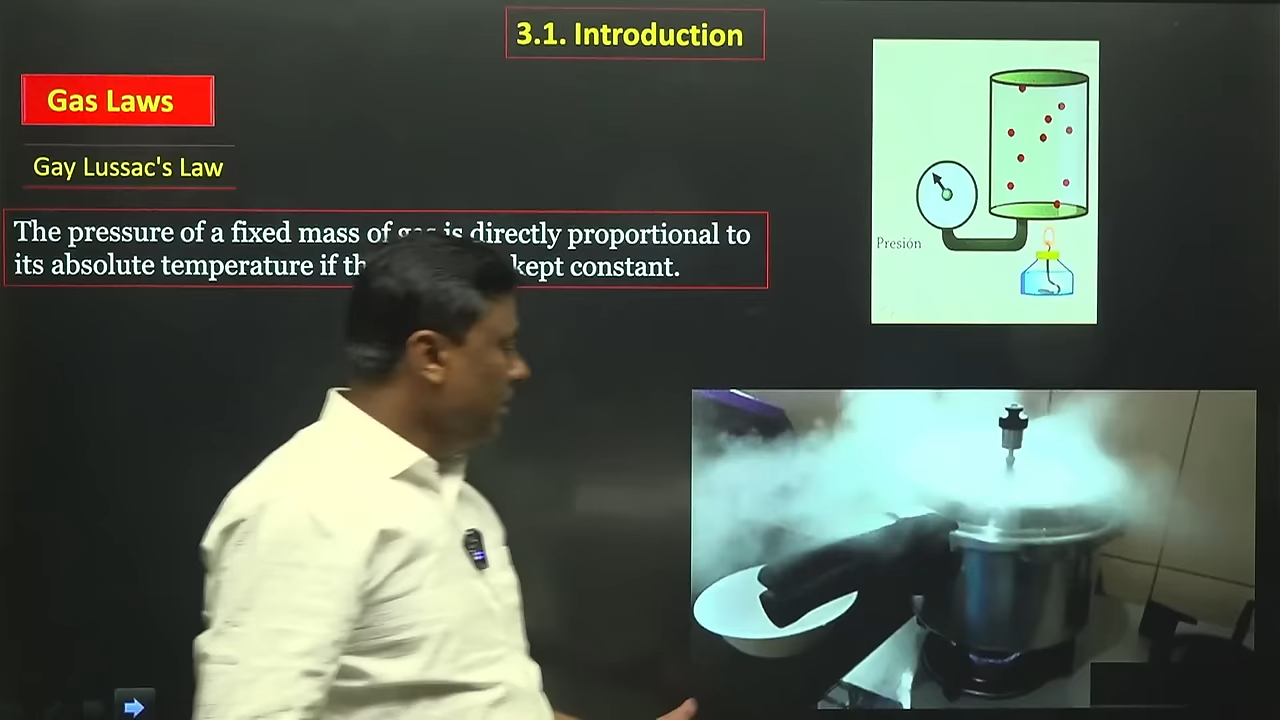 3.1. Introduction
Gas Laws
Gay Lussac's Law
The pressure of a fixed mass of is directly proportional to
its absolute temperature if kept constant.
Presión